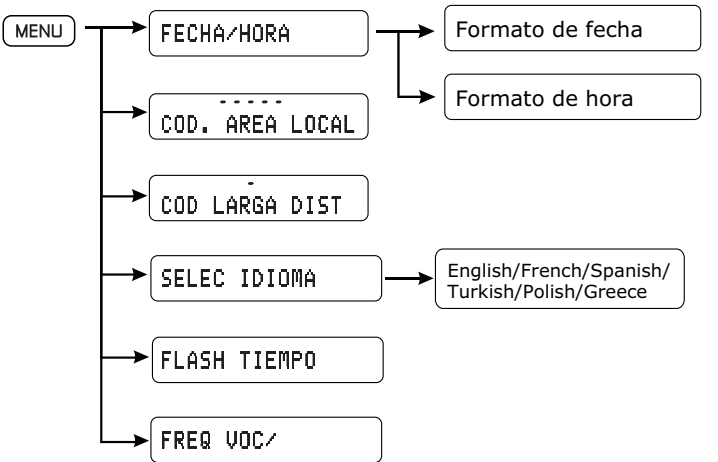 MENU
FECHA/HORA
Formato de fecha
Formato de hora
- - - - -
COD. AREA LOCAL
-
COD LARGA DIST
SELEC IDIOMA
English/French/Spanish/
Turkish/Polish/Greece
FLASH TIEMPO
FREQ VOC/